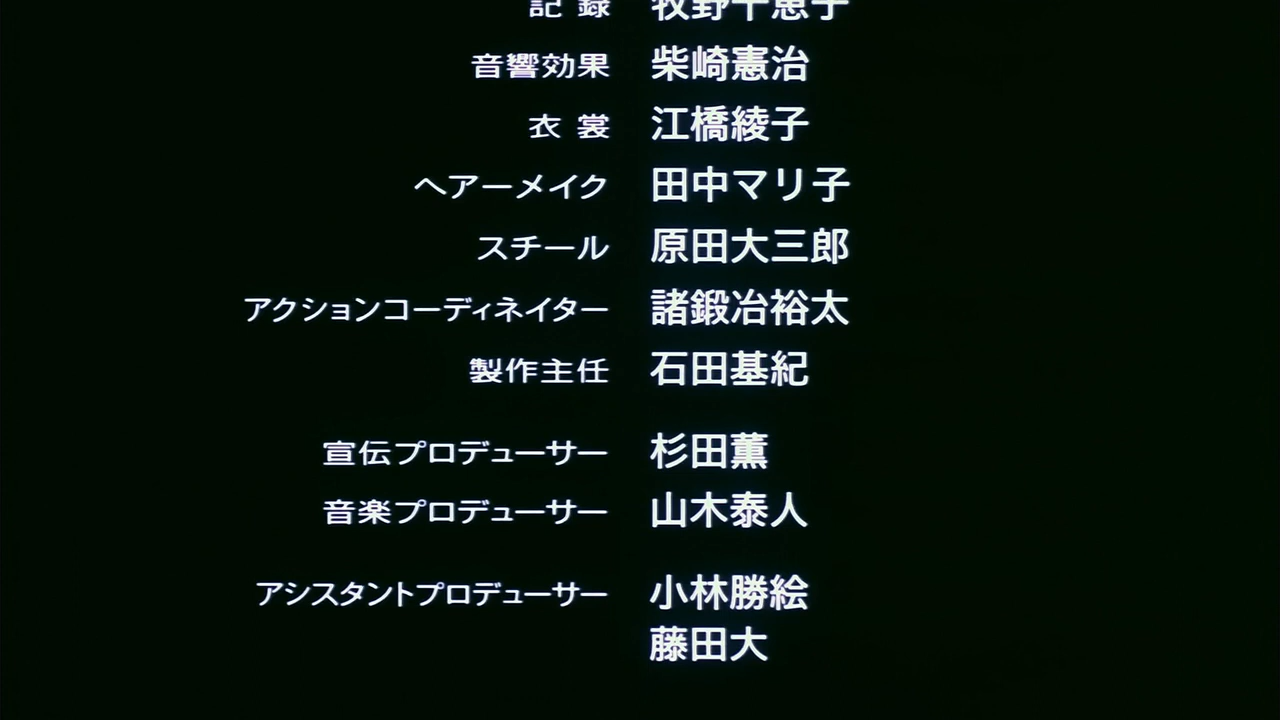 記 録 牧野千恵子
音響効果 柴崎憲治
衣 裳 江橋綾子
ヘアーメイク 田中マリ子
スチール 原田大三郎
アクションコーディネイター 諸鍛冶裕太
製作主任 石田基紀
宣伝プロデューサー 杉田薫
音楽プロデューサー 山木泰人
アシスタントプロデューサー 小林勝絵
藤田大